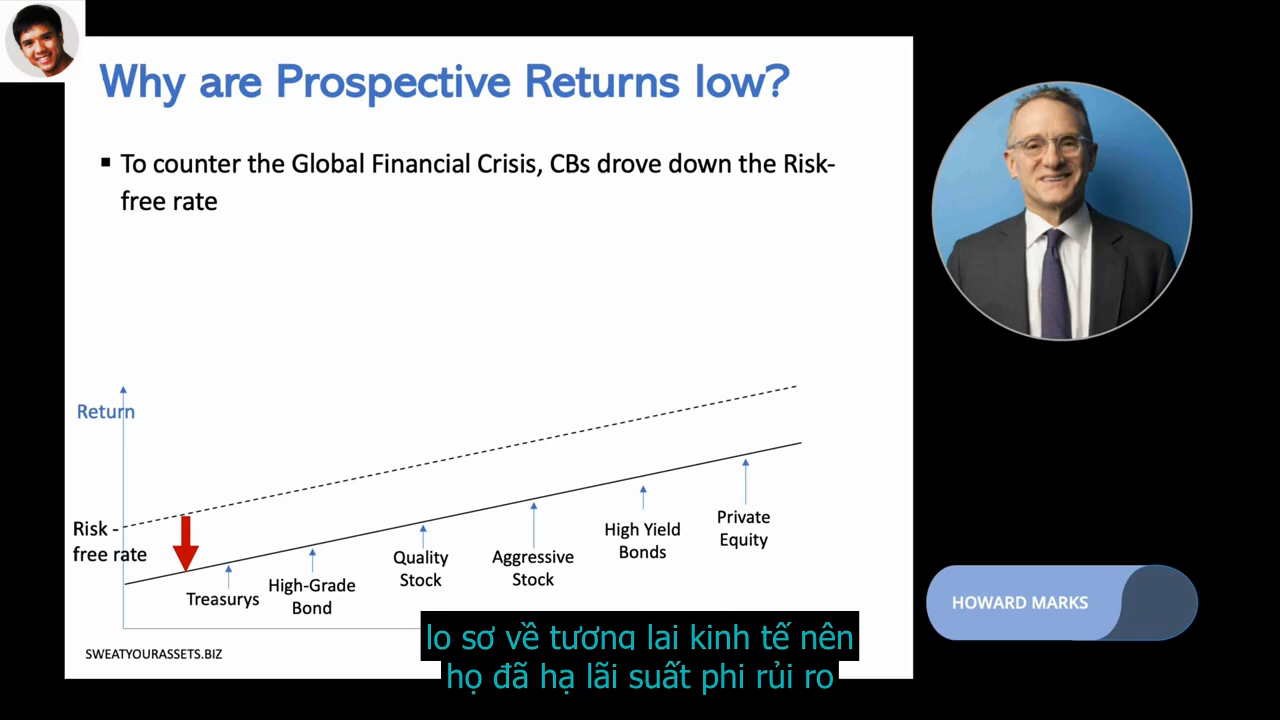 Why are Prospective Returns low?
▪ To counter the Global Financial Crisis, CBs drove down the Risk-
free rate
Return
Risk -
free rate
Treasurys
High-Grade
Bond
Quality
Stock
Aggressive
Stock
High Yield
Bonds
Private
Equity
SWEATYOURASSETS.BIZ
HOWARD MARKS
lo sợ về tương lai kinh tế nên
họ đã hạ lãi suất phi rủi ro